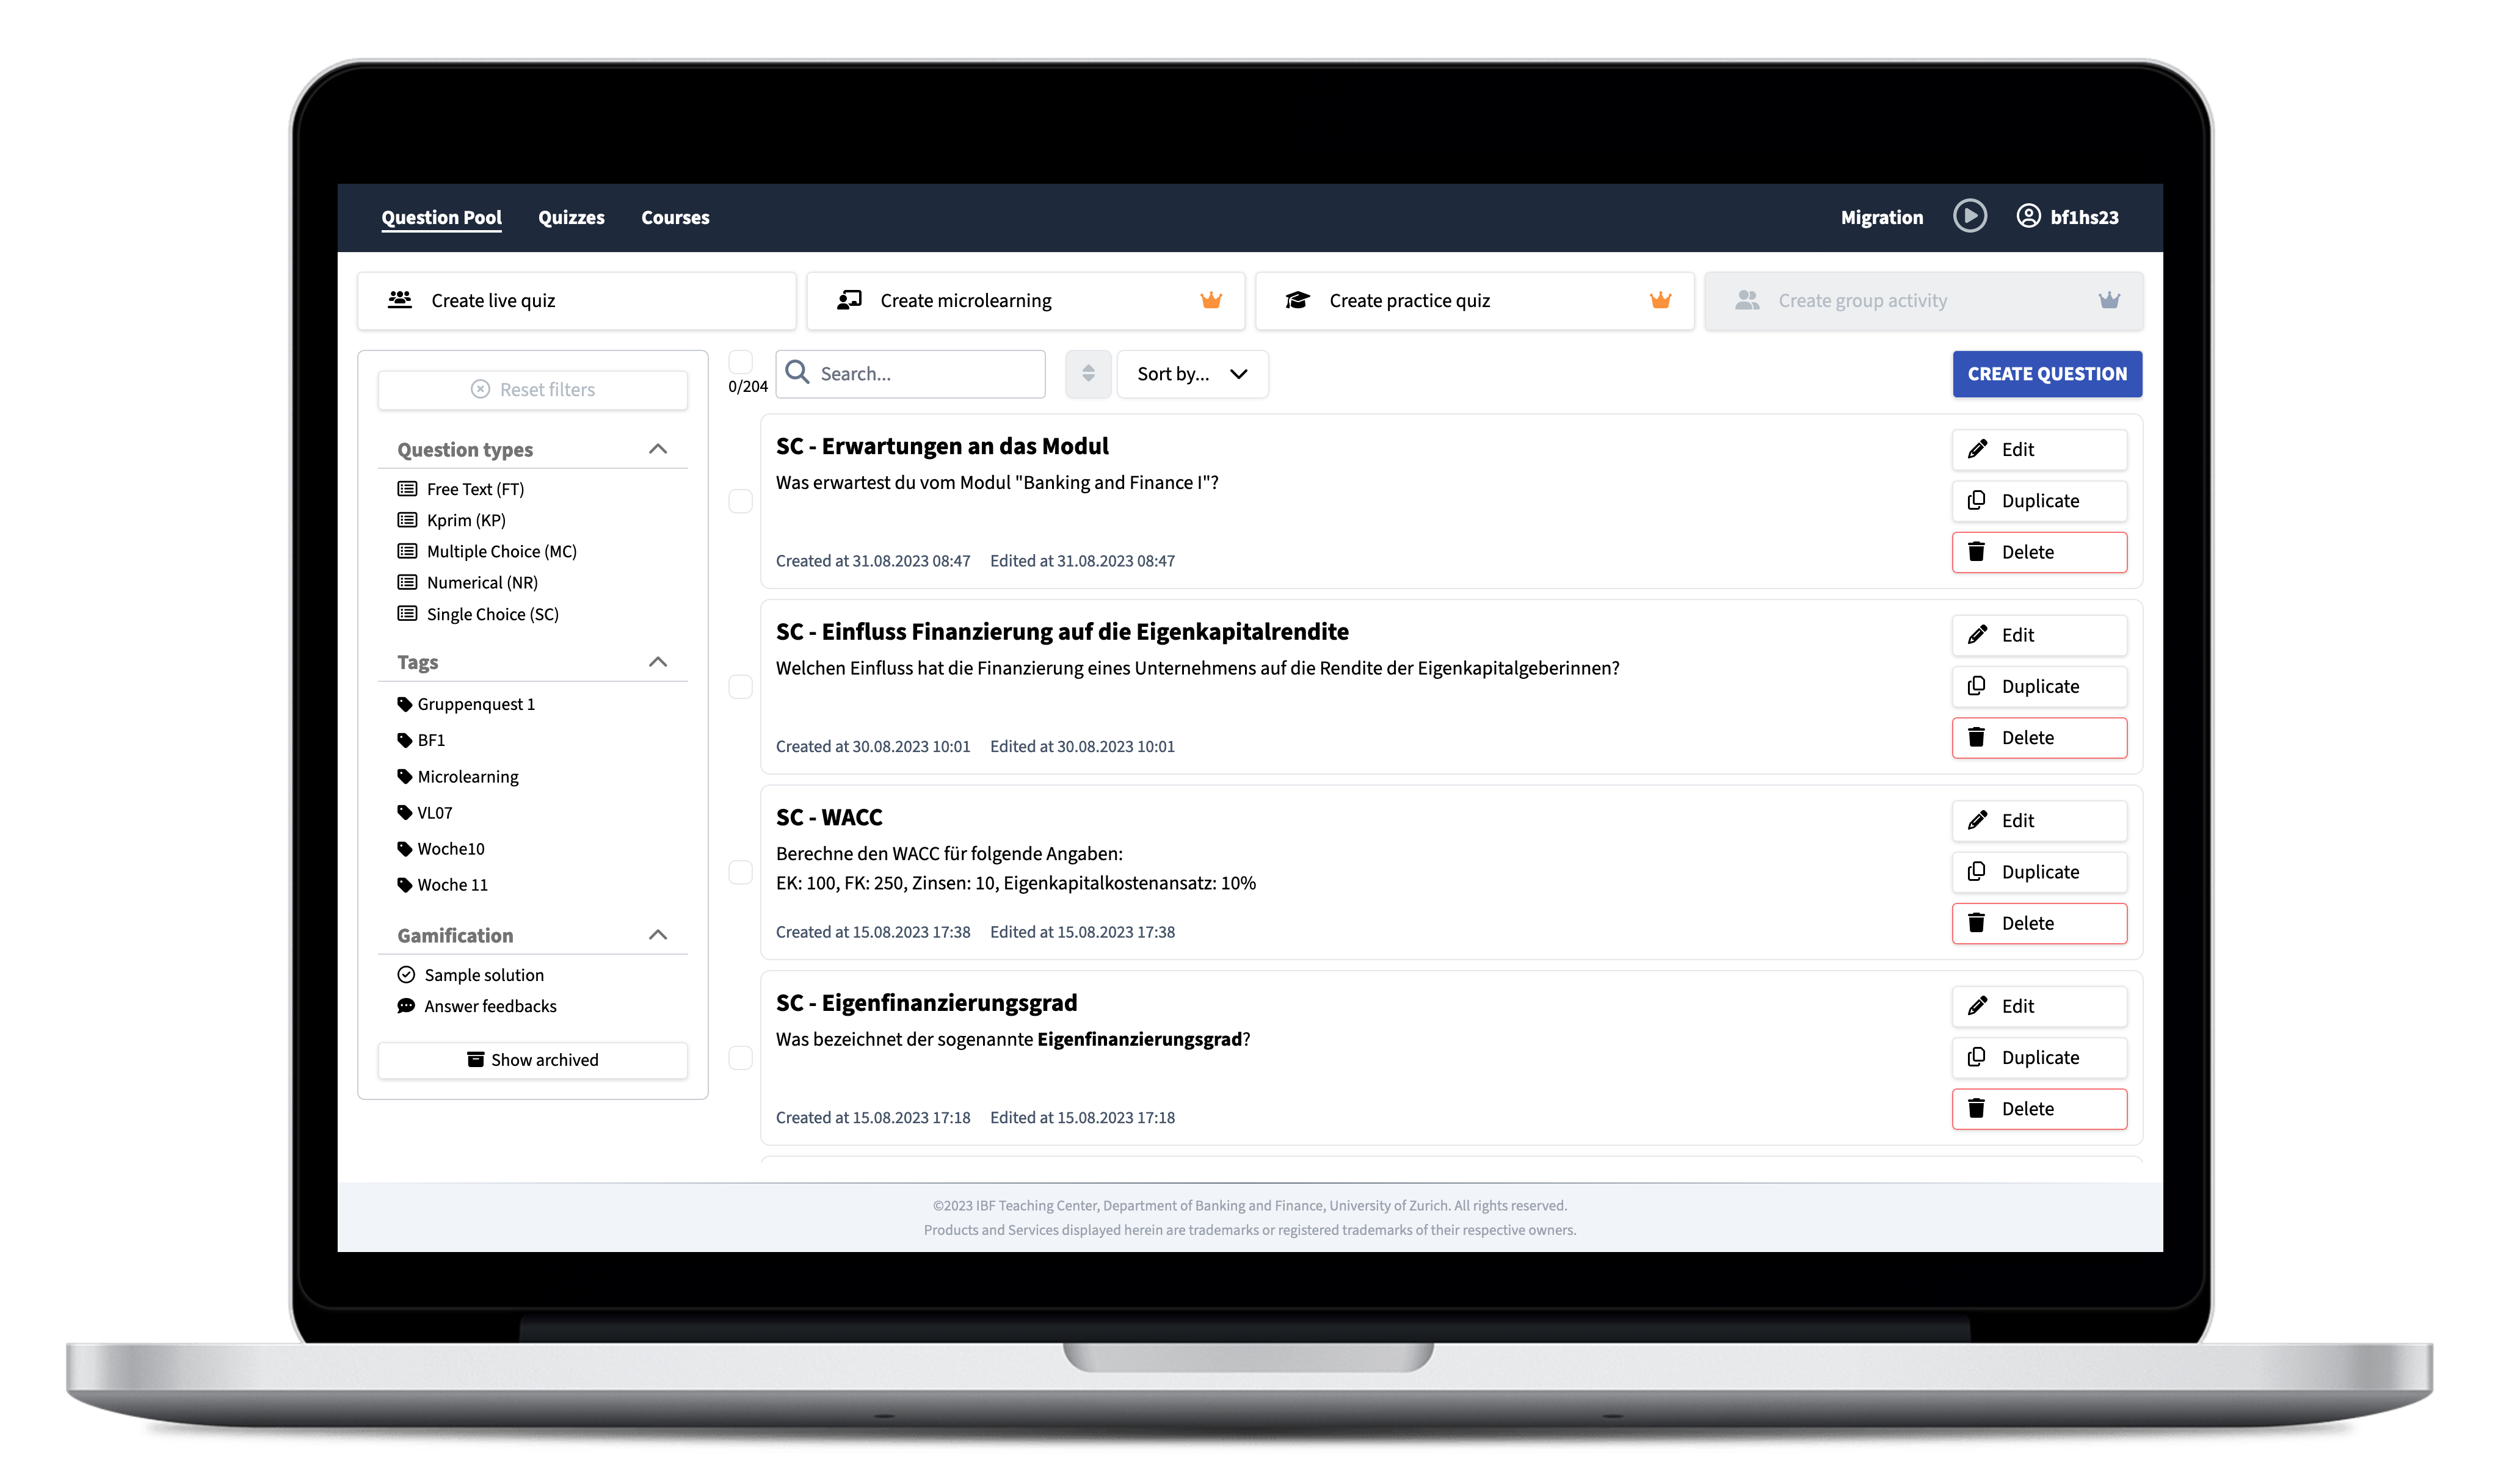 Question Pool Quizzes Courses Migration bf1hs23
Create live quiz Create microlearning Create practice quiz Create group activity
Reset filters
Question types
Free Text (FT)
Kprim (KP)
Multiple Choice (MC)
Numerical (NR)
Single Choice (SC)
Tags
Gruppenquest 1
BF1
Microlearning
VL07
Woche10
Woche 11
Gamification
Sample solution
Answer feedbacks
Show archived
0/204 Search... Sort by... CREATE QUESTION
SC - Erwartungen an das Modul
Was erwartest du vom Modul "Banking and Finance I"?
Created at 31.08.2023 08:47 Edited at 31.08.2023 08:47
Edit
Duplicate
Delete
SC - Einfluss Finanzierung auf die Eigenkapitalrendite
Welchen Einfluss hat die Finanzierung eines Unternehmens auf die Rendite der Eigenkapitalgeberinnen?
Created at 30.08.2023 10:01 Edited at 30.08.2023 10:01
Edit
Duplicate
Delete
SC - WACC
Berechne den WACC für folgende Angaben:
EK: 100, FK: 250, Zinsen: 10, Eigenkapitalkostenansatz: 10%
Created at 15.08.2023 17:38 Edited at 15.08.2023 17:38
Edit
Duplicate
Delete
SC - Eigenfinanzierungsgrad
Was bezeichnet der sogenannte Eigenfinanzierungsgrad?
Created at 15.08.2023 17:18 Edited at 15.08.2023 17:18
Edit
Duplicate
Delete
©2023 IBF Teaching Center, Department of Banking and Finance, University of Zurich. All rights reserved.
Products and Services displayed herein are trademarks or registered trademarks of their respective owners.